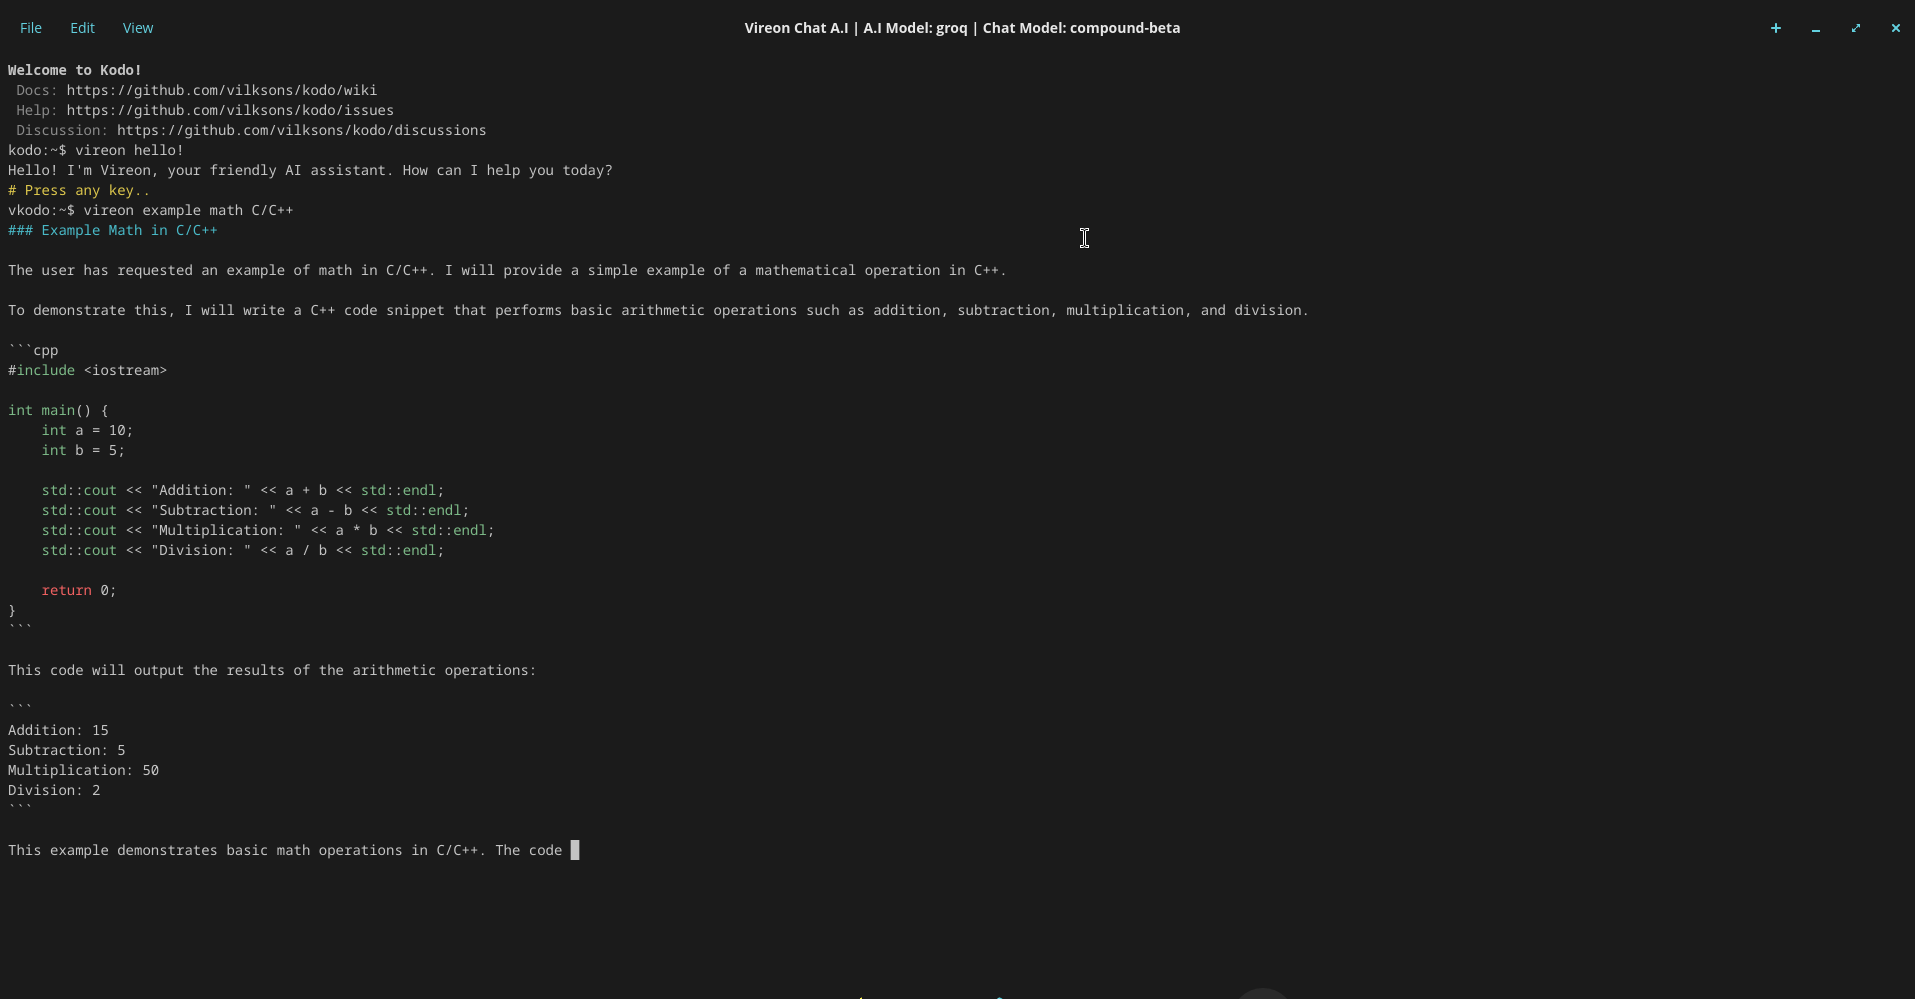 File Edit View Vireon Chat A.I | A.I Model: groq | Chat Model: compound-beta
Welcome to Kodo!
 Docs: https://github.com/vilksons/kodo/wiki
 Help: https://github.com/vilksons/kodo/issues
 Discussion: https://github.com/vilksons/kodo/discussions
kodo:~$ vireon hello!
Hello! I'm Vireon, your friendly AI assistant. How can I help you today?
# Press any key..
vkodo:~$ vireon example math C/C++
### Example Math in C/C++
The user has requested an example of math in C/C++. I will provide a simple example of a mathematical operation in C++.
To demonstrate this, I will write a C++ code snippet that performs basic arithmetic operations such as addition, subtraction, multiplication, and division.
```cpp
#include <iostream>
int main() {
    int a = 10;
    int b = 5;
    std::cout << "Addition: " << a + b << std::endl;
    std::cout << "Subtraction: " << a - b << std::endl;
    std::cout << "Multiplication: " << a * b << std::endl;
    std::cout << "Division: " << a / b << std::endl;
    return 0;
}
```
This code will output the results of the arithmetic operations:
```
Addition: 15
Subtraction: 5
Multiplication: 50
Division: 2
```
This example demonstrates basic math operations in C/C++. The code